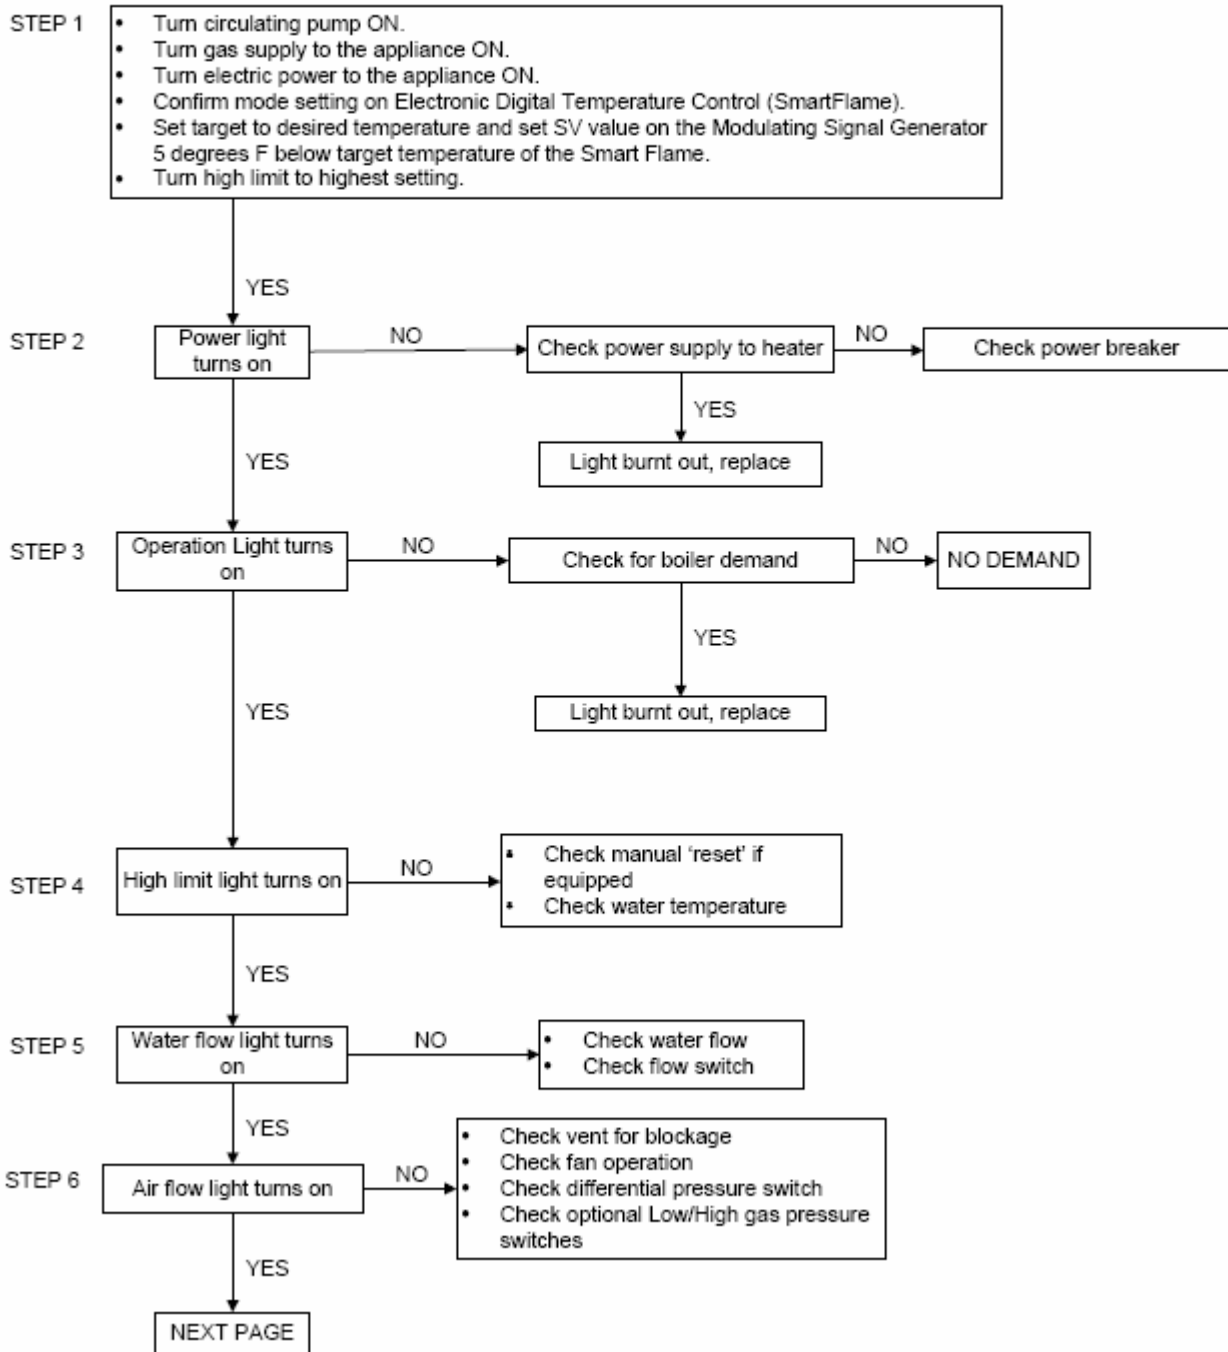 STEP 1
• Turn circulating pump ON.
• Turn gas supply to the appliance ON.
• Turn electric power to the appliance ON.
• Confirm mode setting on Electronic Digital Temperature Control (SmartFlame).
• Set target to desired temperature and set SV value on the Modulating Signal Generator
5 degrees F below target temperature of the Smart Flame.
• Turn high limit to highest setting.
YES
STEP 2
Power light
turns on
NO
Check power supply to heater
NO
Check power breaker
YES
Light burnt out, replace
YES
STEP 3
Operation Light turns
on
NO
Check for boiler demand
NO
NO DEMAND
YES
Light burnt out, replace
YES
STEP 4
High limit light turns on
NO
• Check manual ‘reset’ if
equipped
• Check water temperature
YES
STEP 5
Water flow light turns
on
NO
• Check water flow
• Check flow switch
YES
STEP 6
Air flow light turns on
NO
• Check vent for blockage
• Check fan operation
• Check differential pressure switch
• Check optional Low/High gas pressure
switches
YES
NEXT PAGE